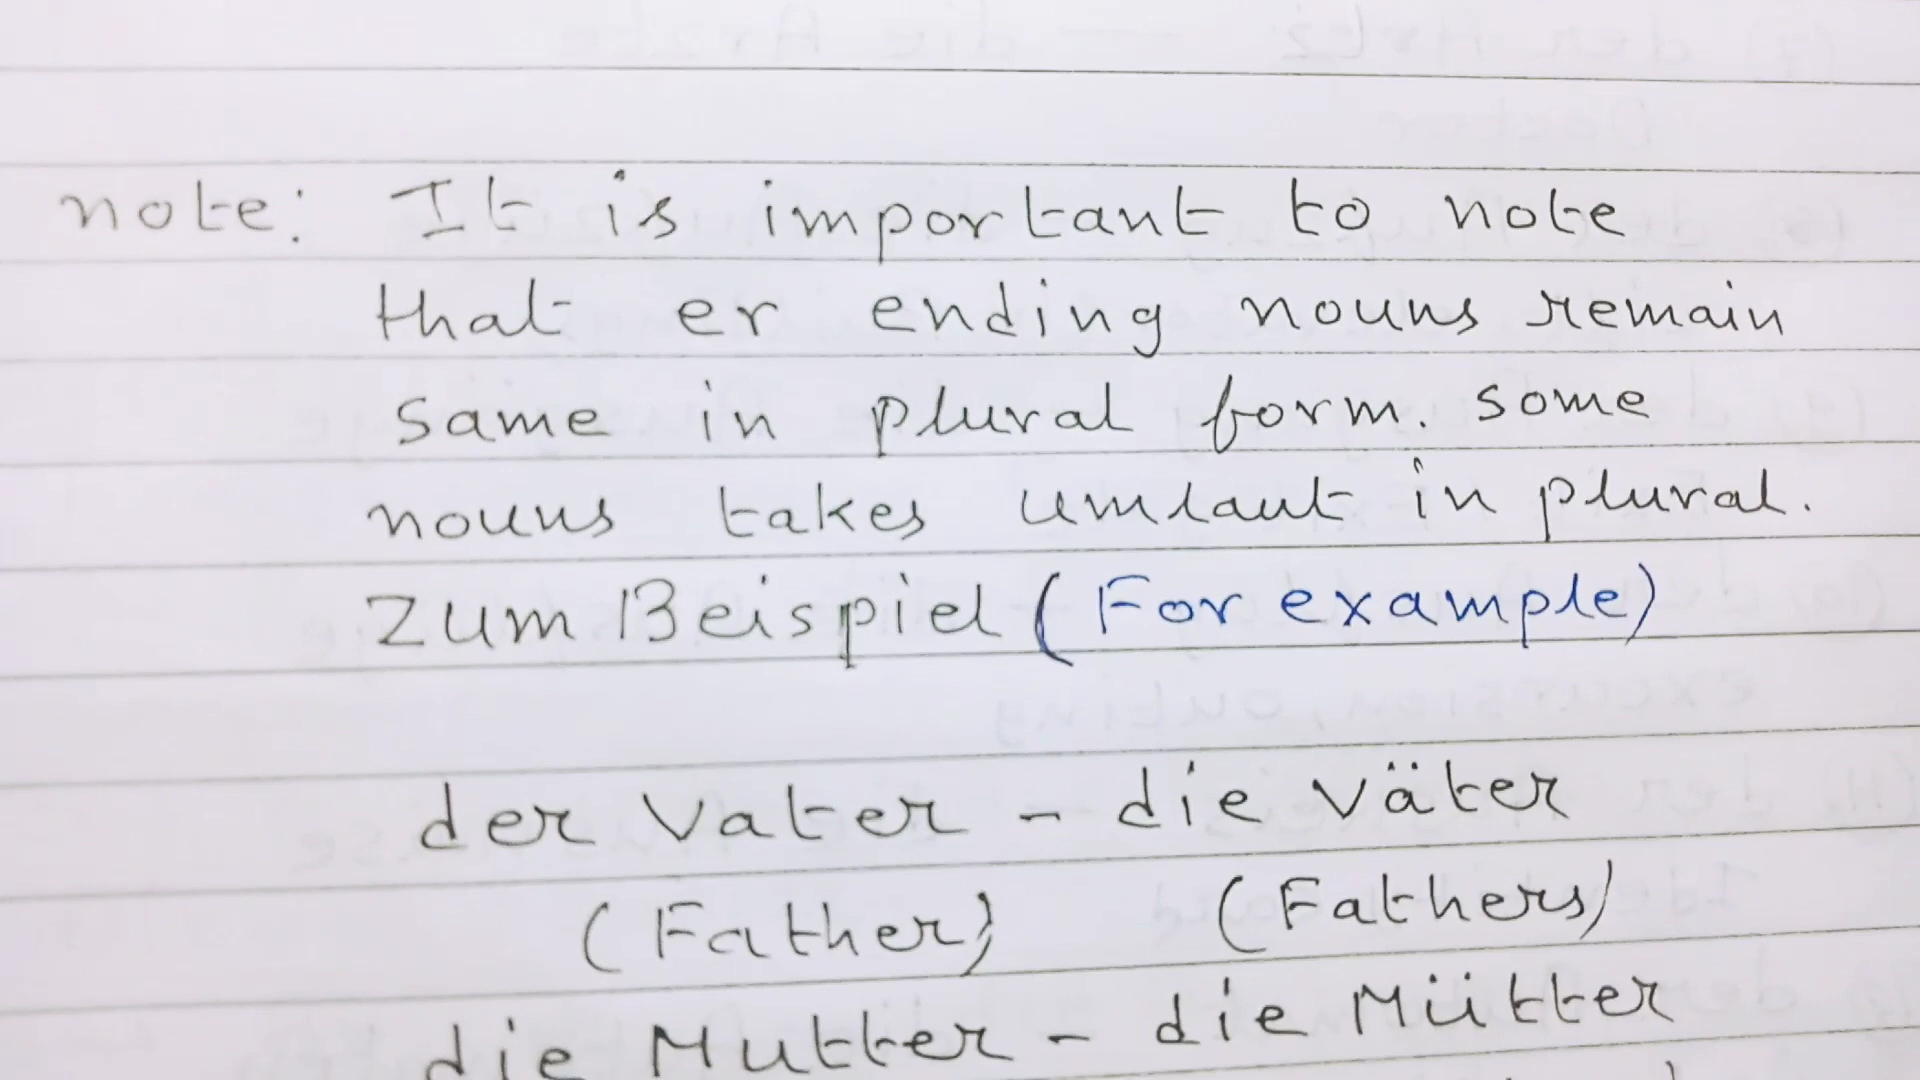 note: It is important to note
that er ending nouns remain
same in plural form. some
nouns takes umlaut in plural.
Zum Beispiel (For example)
der Vater - die Väter
(Father) (Fathers)
die Mutter - die Mütter